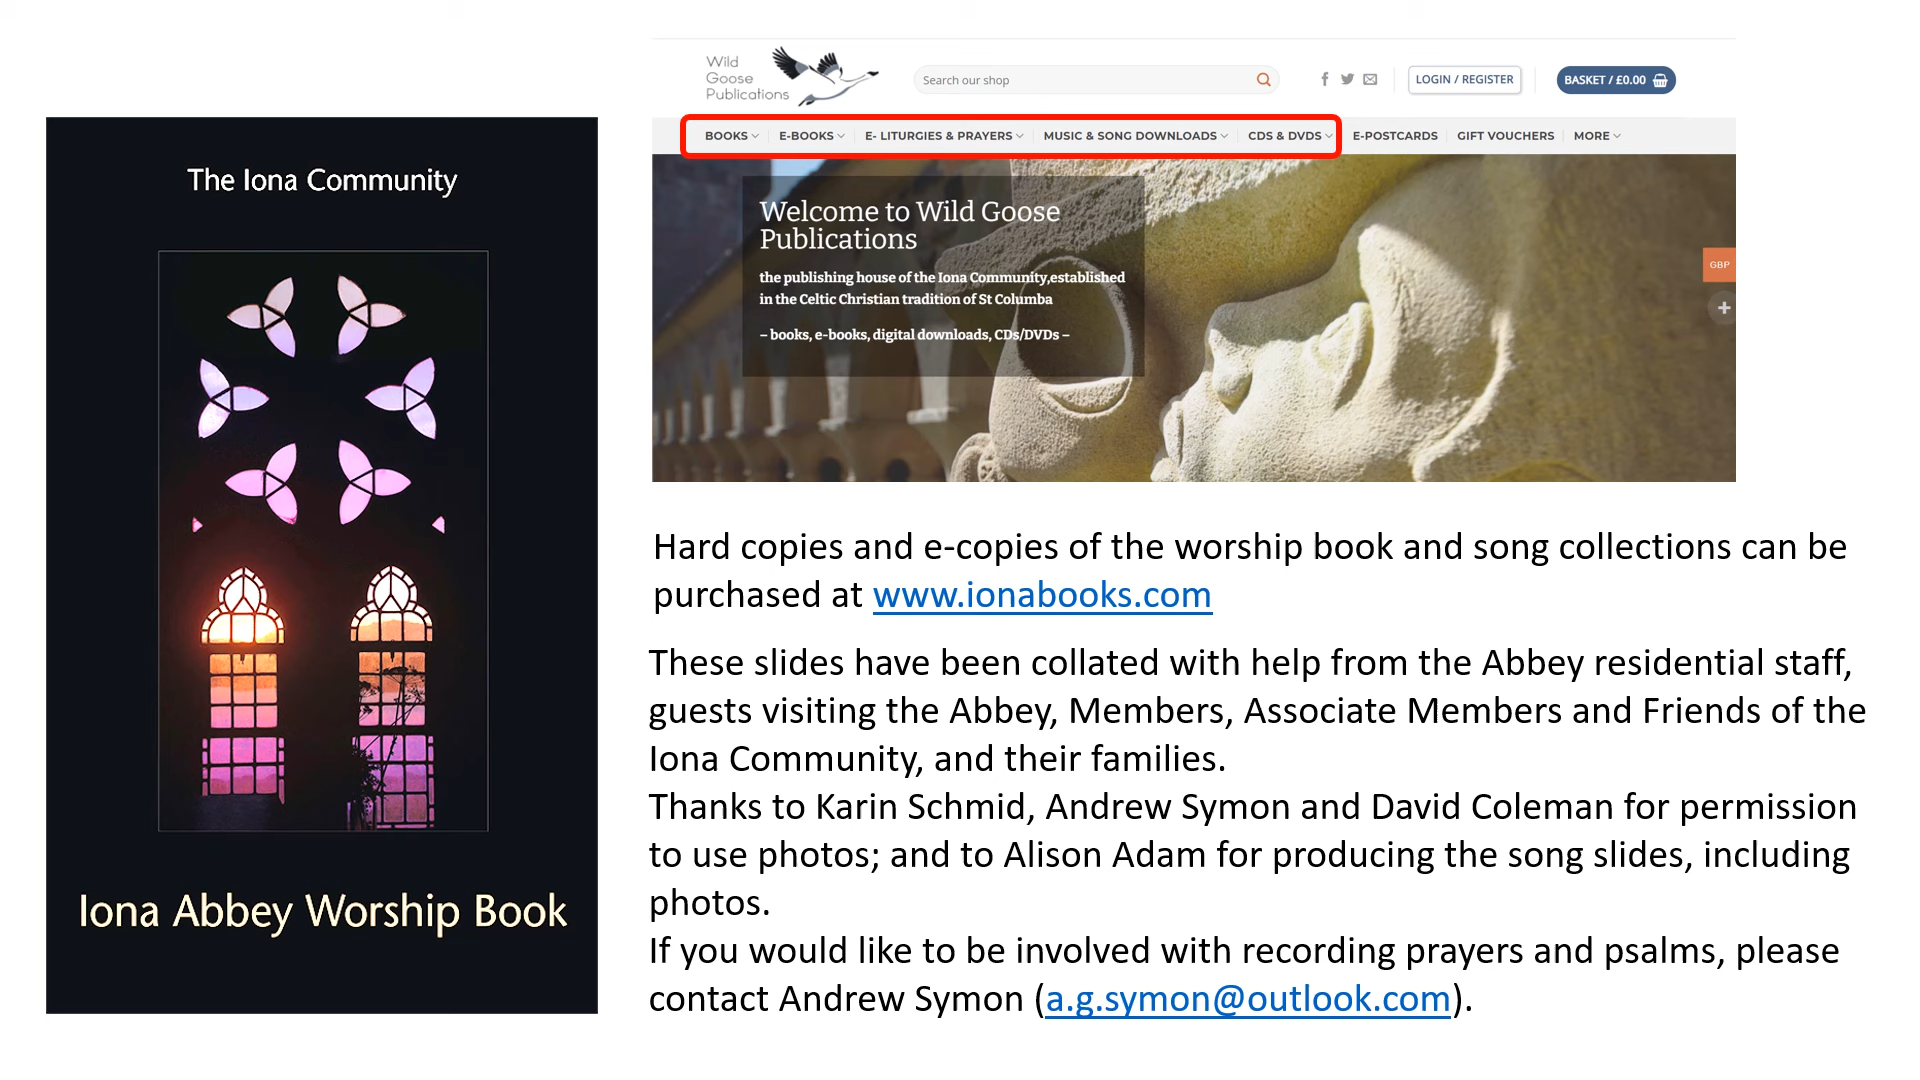 The Iona Community
Iona Abbey Worship Book
Wild
Goose
Publications
Search our shop
LOGIN / REGISTER
BASKET / £0.00
BOOKS
E-BOOKS
E- LITURGIES & PRAYERS
MUSIC & SONG DOWNLOADS
CDS & DVDS
E-POSTCARDS
GIFT VOUCHERS
MORE
Welcome to Wild Goose
Publications
the publishing house of the Iona Community,established
in the Celtic Christian tradition of St Columba
– books, e-books, digital downloads, CDs/DVDs –
GBP
Hard copies and e-copies of the worship book and song collections can be
purchased at www.ionabooks.com
These slides have been collated with help from the Abbey residential staff,
guests visiting the Abbey, Members, Associate Members and Friends of the
Iona Community, and their families.
Thanks to Karin Schmid, Andrew Symon and David Coleman for permission
to use photos; and to Alison Adam for producing the song slides, including
photos.
If you would like to be involved with recording prayers and psalms, please
contact Andrew Symon (a.g.symon@outlook.com).